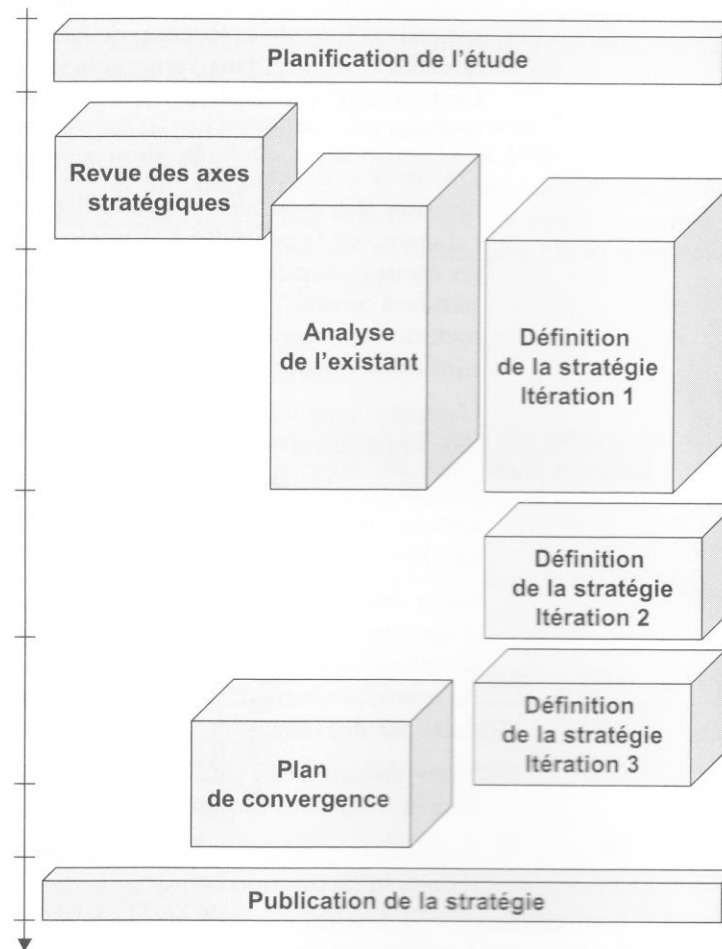 Planification de l’étude
Revue des axes
stratégiques
Analyse
de l’existant
Définition
de la stratégie
Itération 1
Définition
de la stratégie
Itération 2
Définition
de la stratégie
Itération 3
Plan
de convergence
Publication de la stratégie